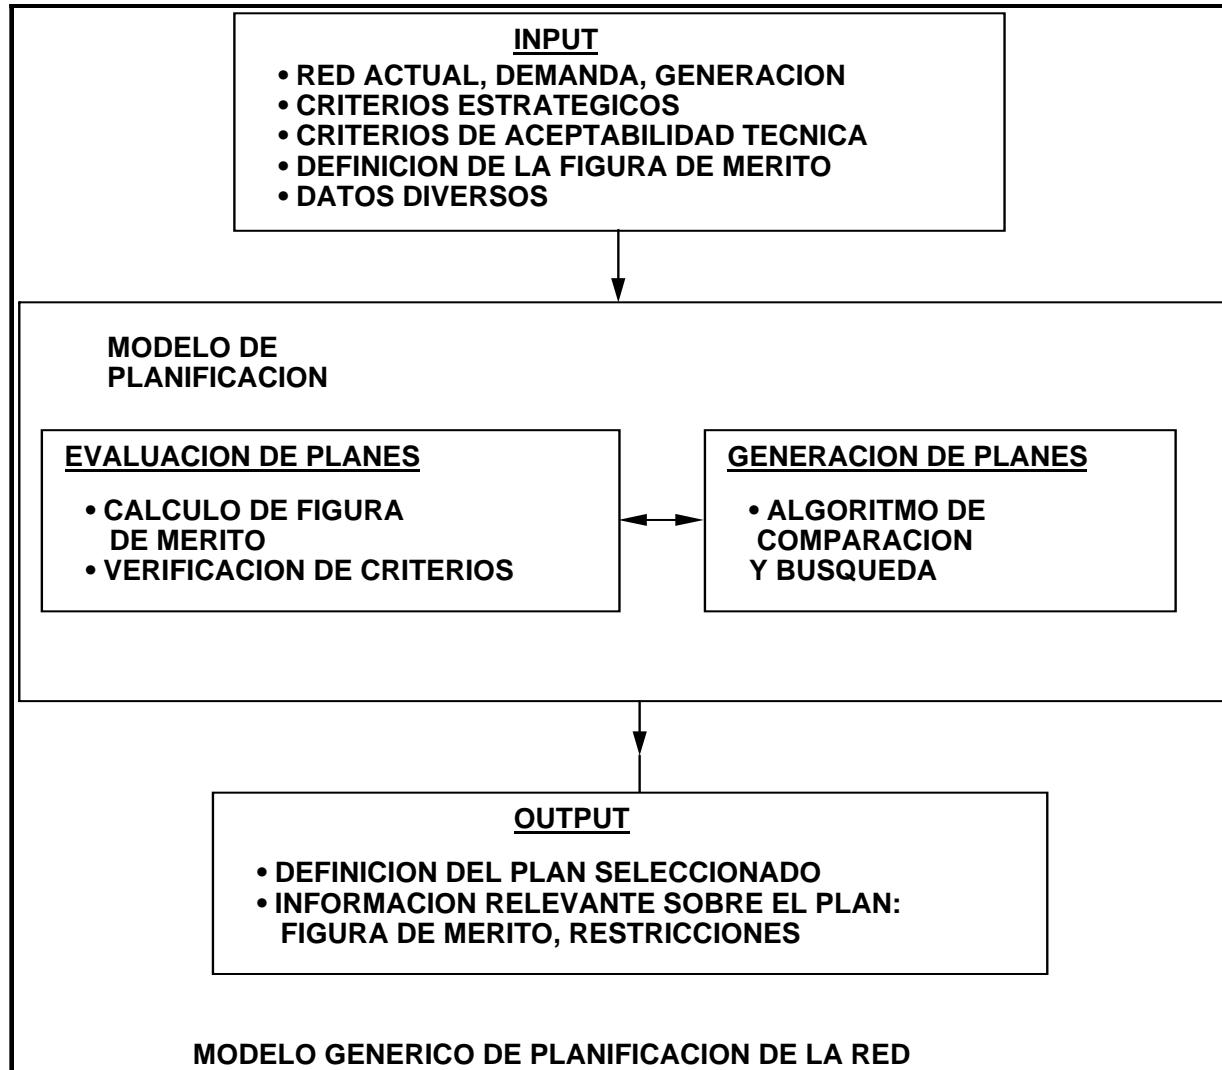 INPUT
• RED ACTUAL, DEMANDA, GENERACION
• CRITERIOS ESTRATEGICOS
• CRITERIOS DE ACEPTABILIDAD TECNICA
• DEFINICION DE LA FIGURA DE MERITO
• DATOS DIVERSOS
MODELO DE
PLANIFICACION
EVALUACION DE PLANES
• CALCULO DE FIGURA
DE MERITO
• VERIFICACION DE CRITERIOS
GENERACION DE PLANES
• ALGORITMO DE
COMPARACION
Y BUSQUEDA
OUTPUT
• DEFINICION DEL PLAN SELECCIONADO
• INFORMACION RELEVANTE SOBRE EL PLAN:
FIGURA DE MERITO, RESTRICCIONES
MODELO GENERICO DE PLANIFICACION DE LA RED